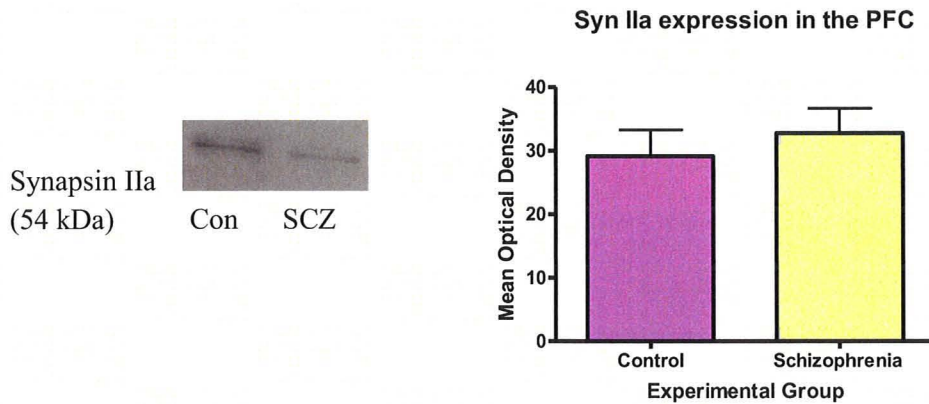 Synapsin IIa
(54 kDa)
Con SCZ
Syn IIa expression in the PFC
Mean Optical Density
40
30
20
10
0
Control Schizophrenia
Experimental Group